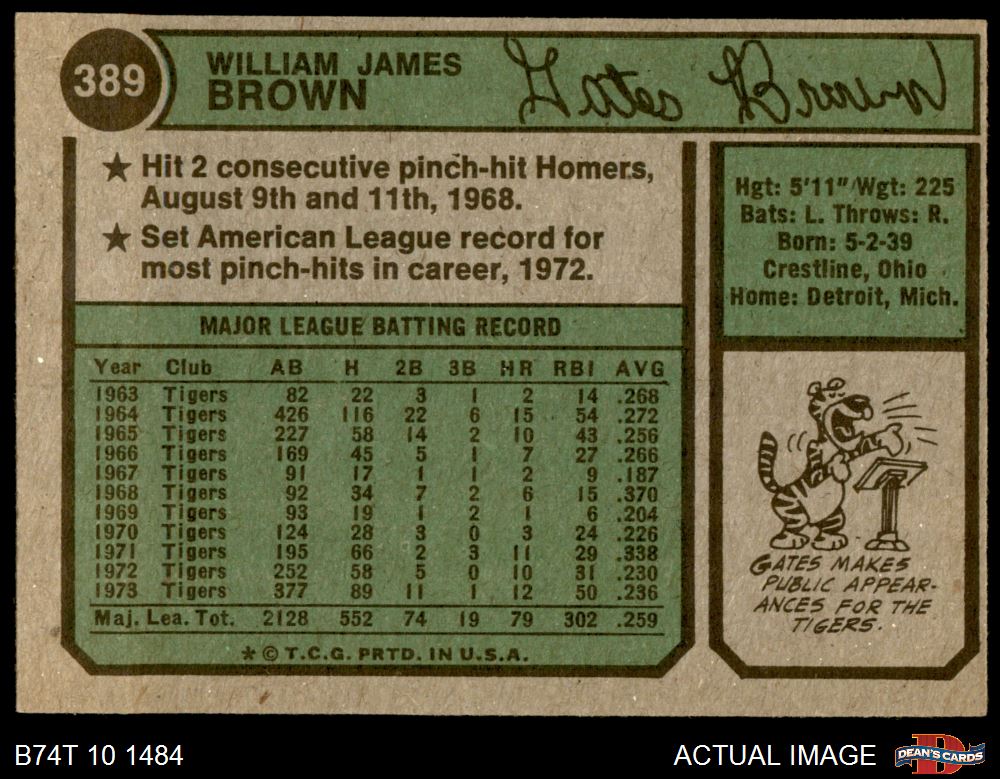 389
WILLIAM JAMES
BROWN
Gates Brown
★ Hit 2 consecutive pinch-hit Homers,
August 9th and 11th, 1968.
★ Set American League record for
most pinch-hits in career, 1972.
Hgt: 5'11" Wgt: 225
Bats: L. Throws: R.
Born: 5-2-39
Crestline, Ohio
Home: Detroit, Mich.
MAJOR LEAGUE BATTING RECORD
Year Club AB H 2B 3B HR RBI AVG
1963 Tigers 82 22 3 1 2 14 .268
1964 Tigers 426 116 22 6 15 54 .272
1965 Tigers 227 58 14 2 10 43 .256
1966 Tigers 169 45 5 1 7 27 .266
1967 Tigers 91 17 1 1 2 9 .187
1968 Tigers 92 34 7 2 6 15 .370
1969 Tigers 93 19 1 2 1 6 .204
1970 Tigers 124 28 3 0 3 24 .226
1971 Tigers 195 66 2 3 11 29 .338
1972 Tigers 252 58 5 0 10 31 .230
1973 Tigers 377 89 11 1 12 50 .236
Maj. Lea. Tot. 2128 552 74 19 79 302 .259
* © T.C.G. PRTD. IN U.S.A.
GATES MAKES
PUBLIC APPEAR-
ANCES FOR THE
TIGERS.
B74T 10 1484
ACTUAL IMAGE
D
DEAN'S CARDS